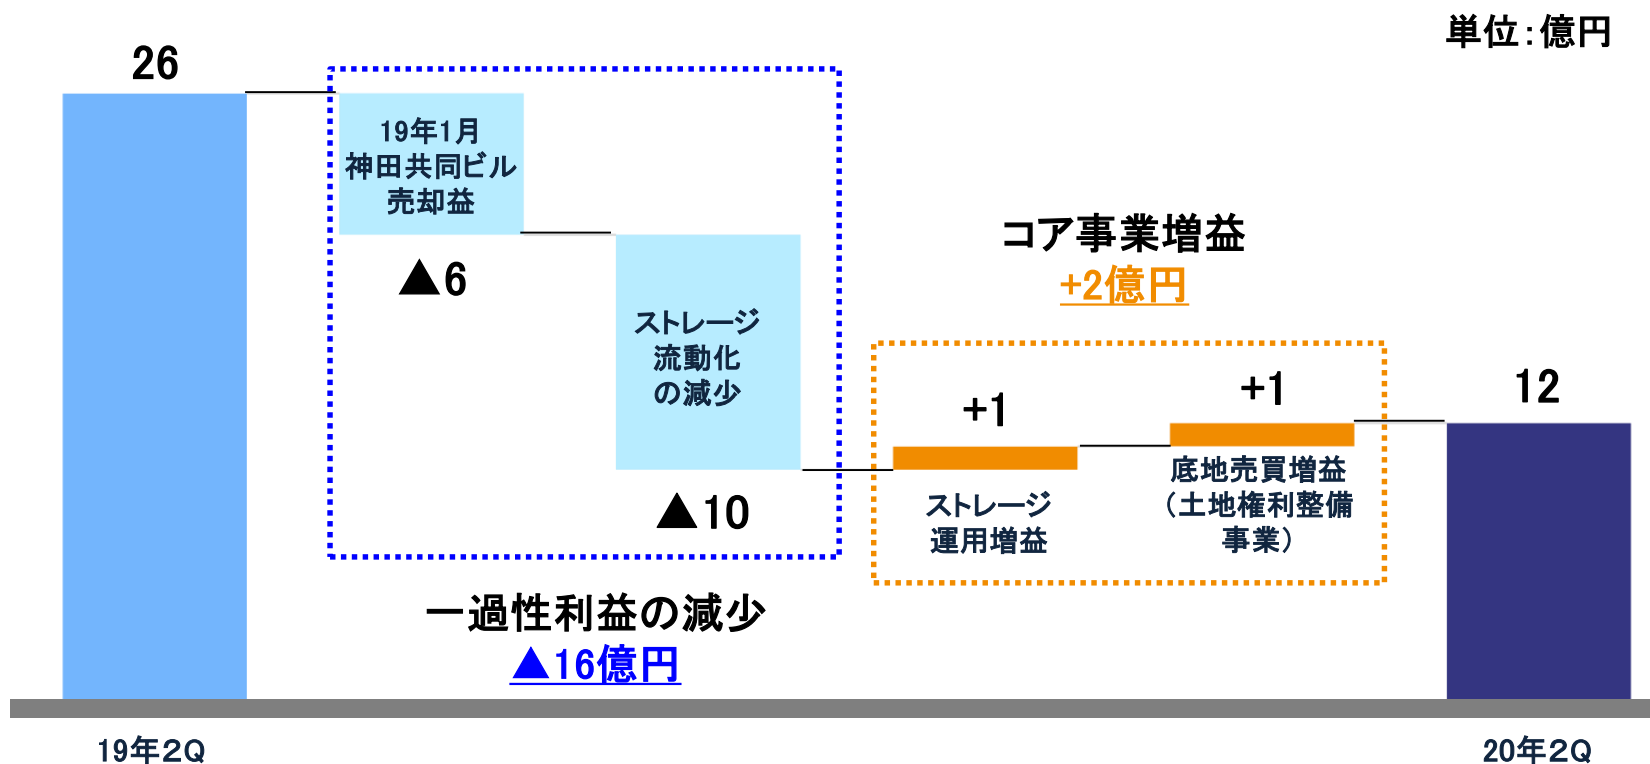 単位：億円
26
19年1月
神田共同ビル
売却益
▲6
ストレージ
流動化
の減少
▲10
一過性利益の減少
▲16億円
コア事業増益
+2億円
+1
ストレージ
運用増益
+1
底地売買増益
（土地権利整備
事業）
12
19年２Q
20年２Q